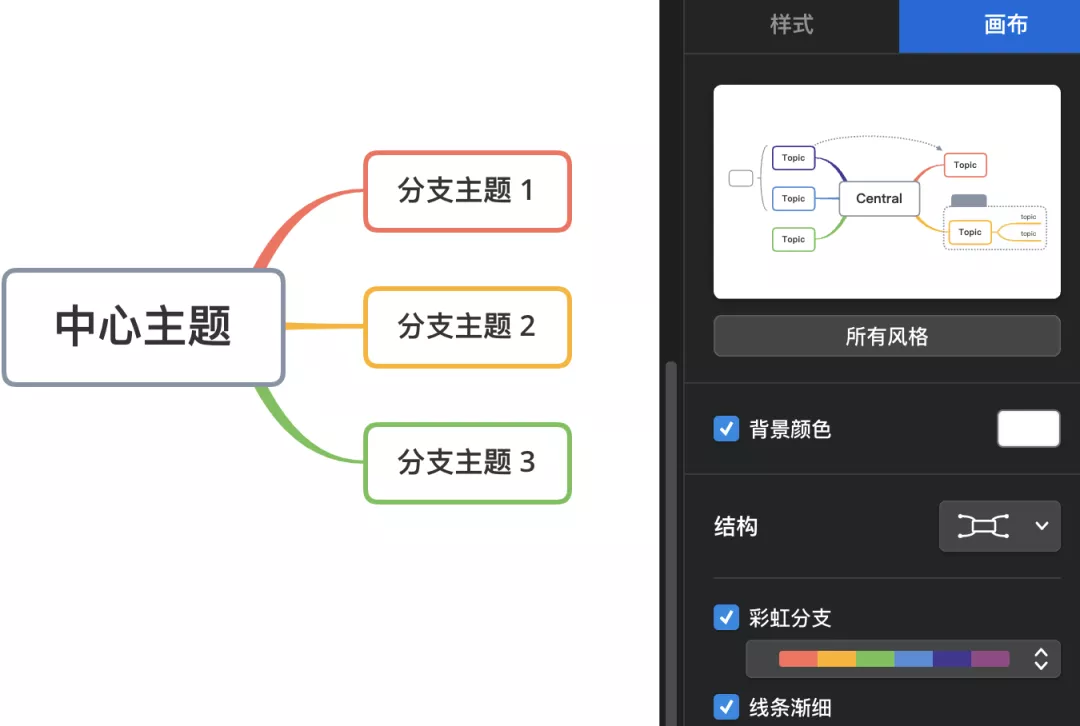 中心主题
分支主题 1
分支主题 2
分支主题 3
样式
画布
Topic
Topic
Topic
Central
Topic
Topic
topic
topic
所有风格
背景颜色
结构
彩虹分支
线条渐细